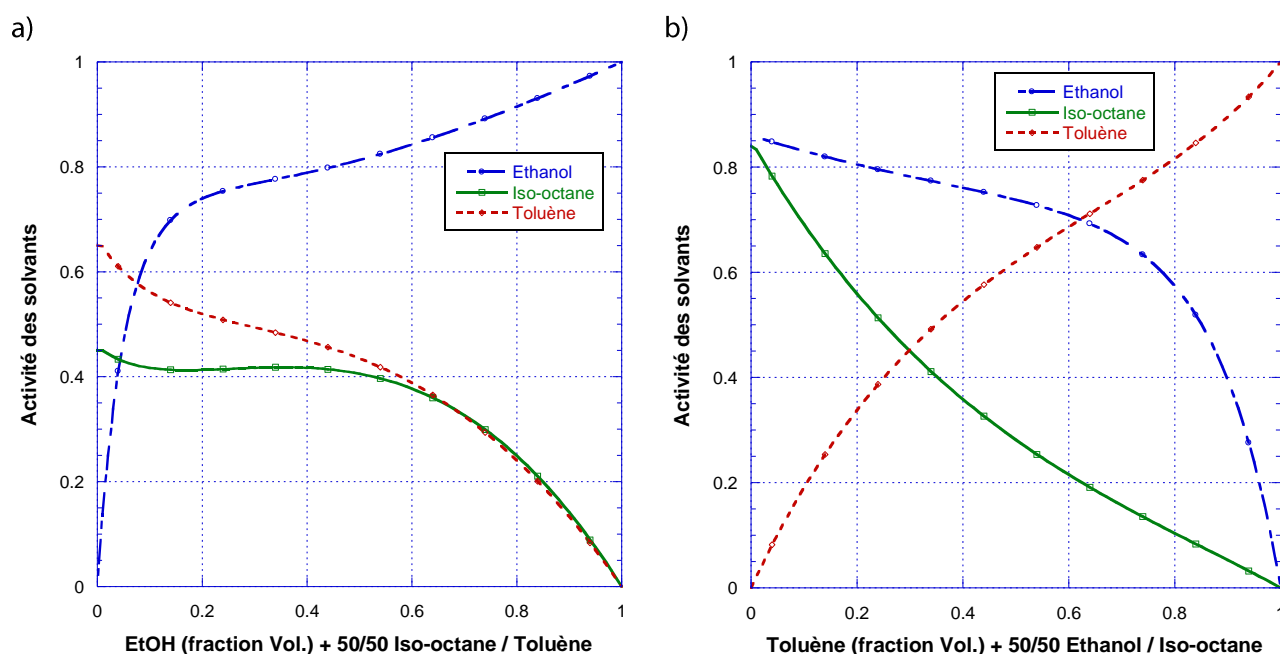 a)
Activité des solvants
1
0.8
0.6
0.4
0.2
0
Ethanol
Iso-octane
Toluène
0 0.2 0.4 0.6 0.8 1
EtOH (fraction Vol.) + 50/50 Iso-octane / Toluène
b)
Activité des solvants
1
0.8
0.6
0.4
0.2
0
Ethanol
Iso-octane
Toluène
0 0.2 0.4 0.6 0.8 1
Toluène (fraction Vol.) + 50/50 Ethanol / Iso-octane